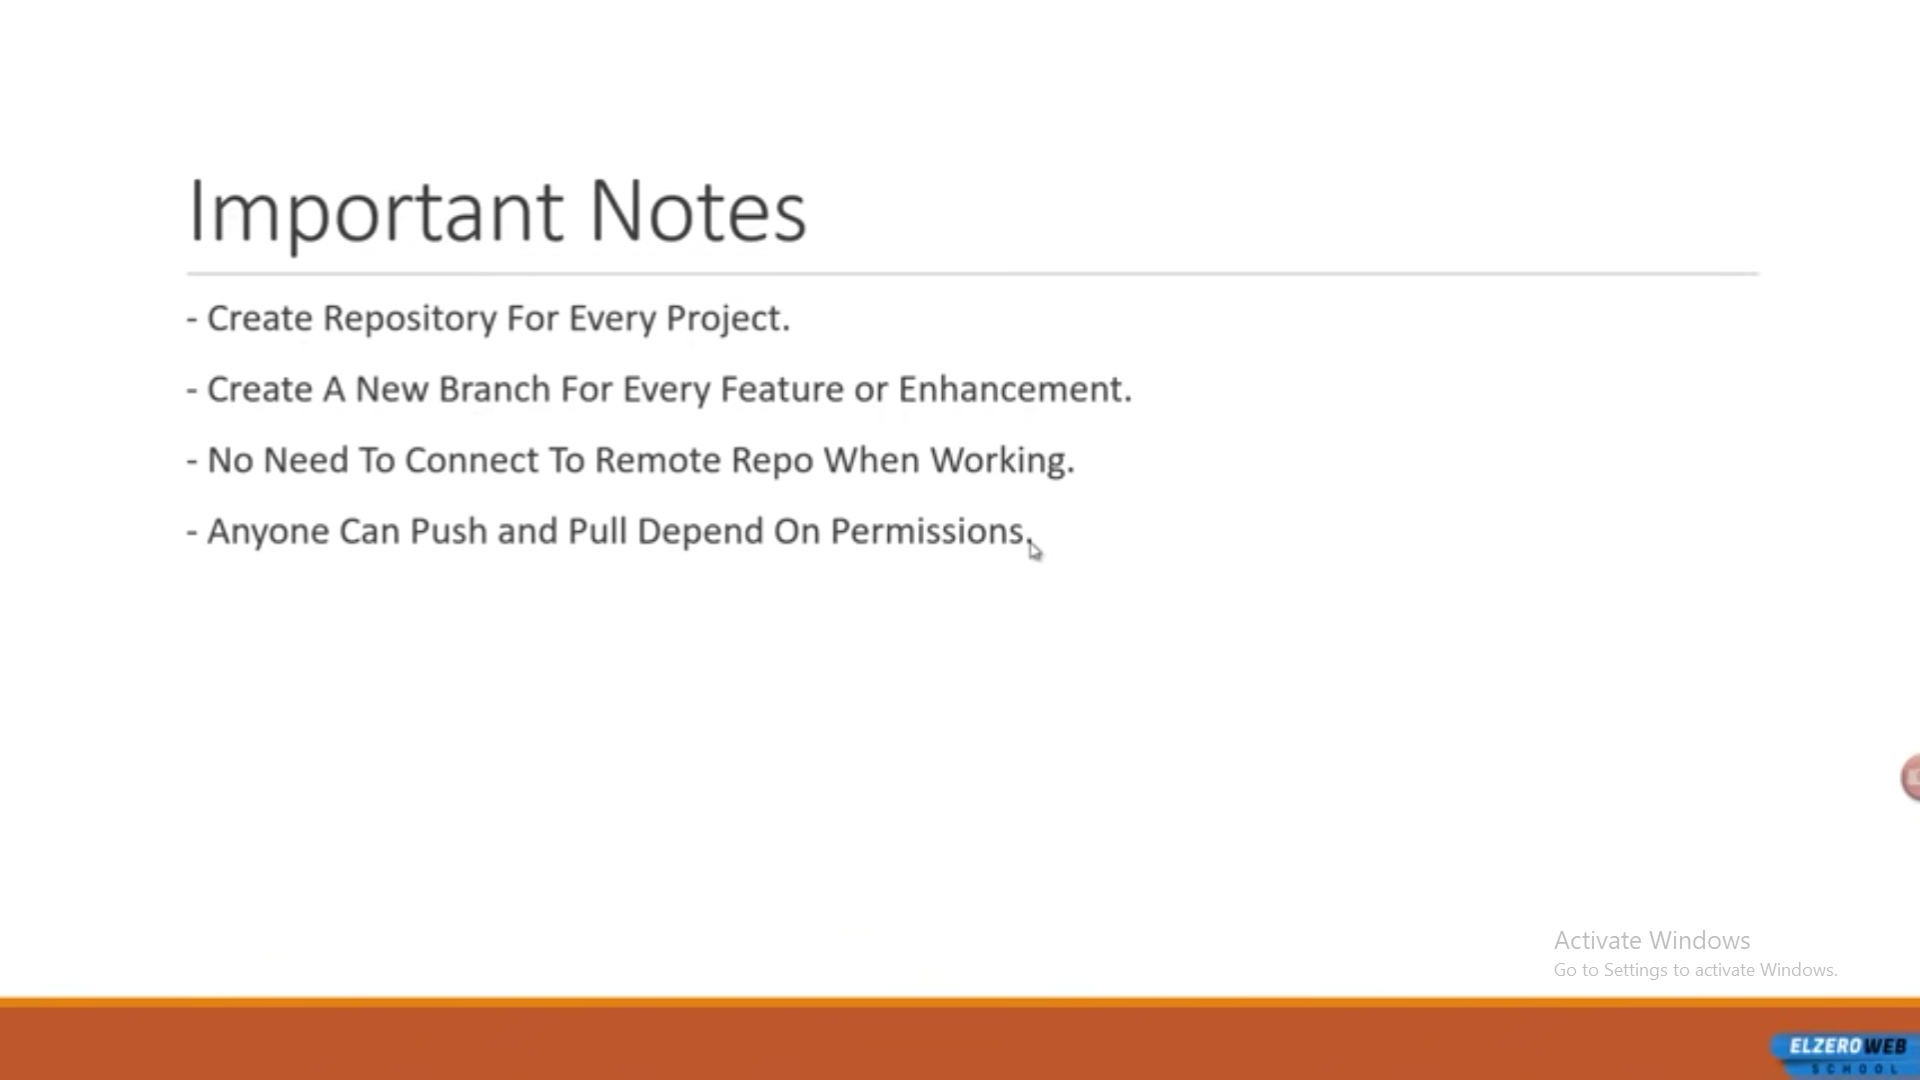 Important Notes
- Create Repository For Every Project.
- Create A New Branch For Every Feature or Enhancement.
- No Need To Connect To Remote Repo When Working.
- Anyone Can Push and Pull Depend On Permissions.
Activate Windows
Go to Settings to activate Windows.
ELZERO WEB
SCHOOL